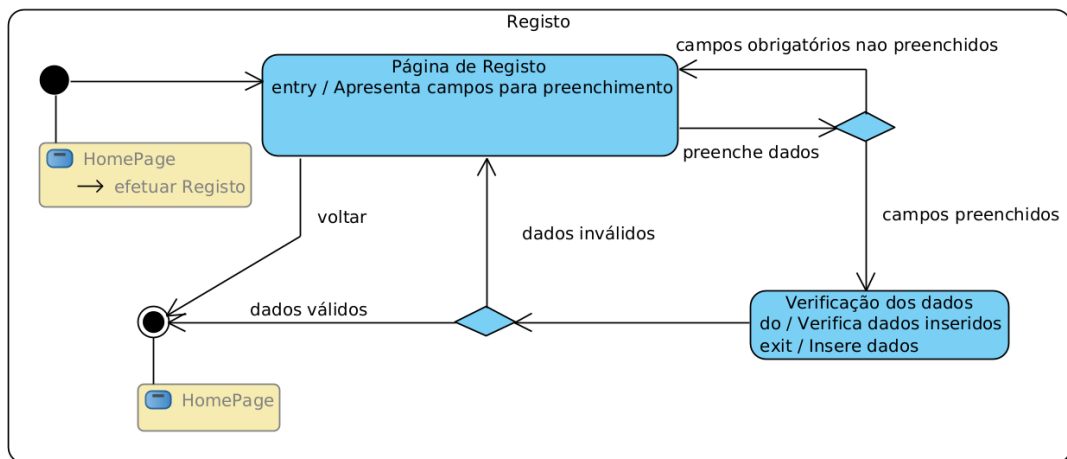 Registo
campos obrigatórios nao preenchidos
Página de Registo
entry / Apresenta campos para preenchimento
HomePage
efetuar Registo
preenche dados
voltar
dados inválidos
campos preenchidos
dados válidos
Verificação dos dados
do / Verifica dados inseridos
exit / Insere dados
HomePage